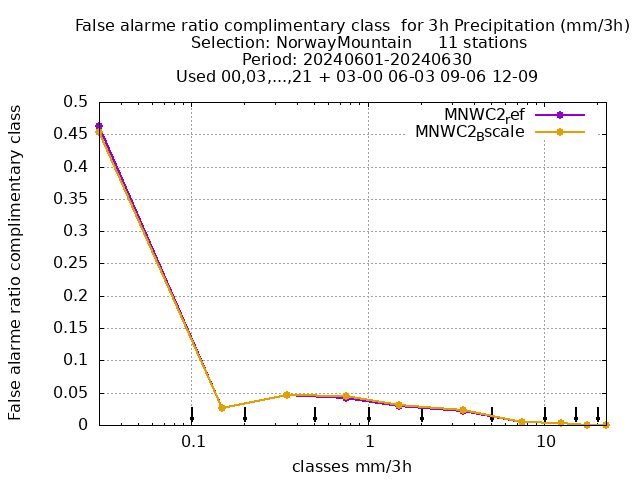 False alarme ratio complimentary class  for 3h Precipitation (mm/3h)
Selection: NorwayMountain     11 stations
Period: 20240601-20240630
Used 00,03,...,21 + 03-00 06-03 09-06 12-09
False alarme ratio complimentary class
0.5
0.45
0.4
0.35
0.3
0.25
0.2
0.15
0.1
0.05
0
MNWC2ref
MNWC2Bscale
0.1
1
10
classes mm/3h